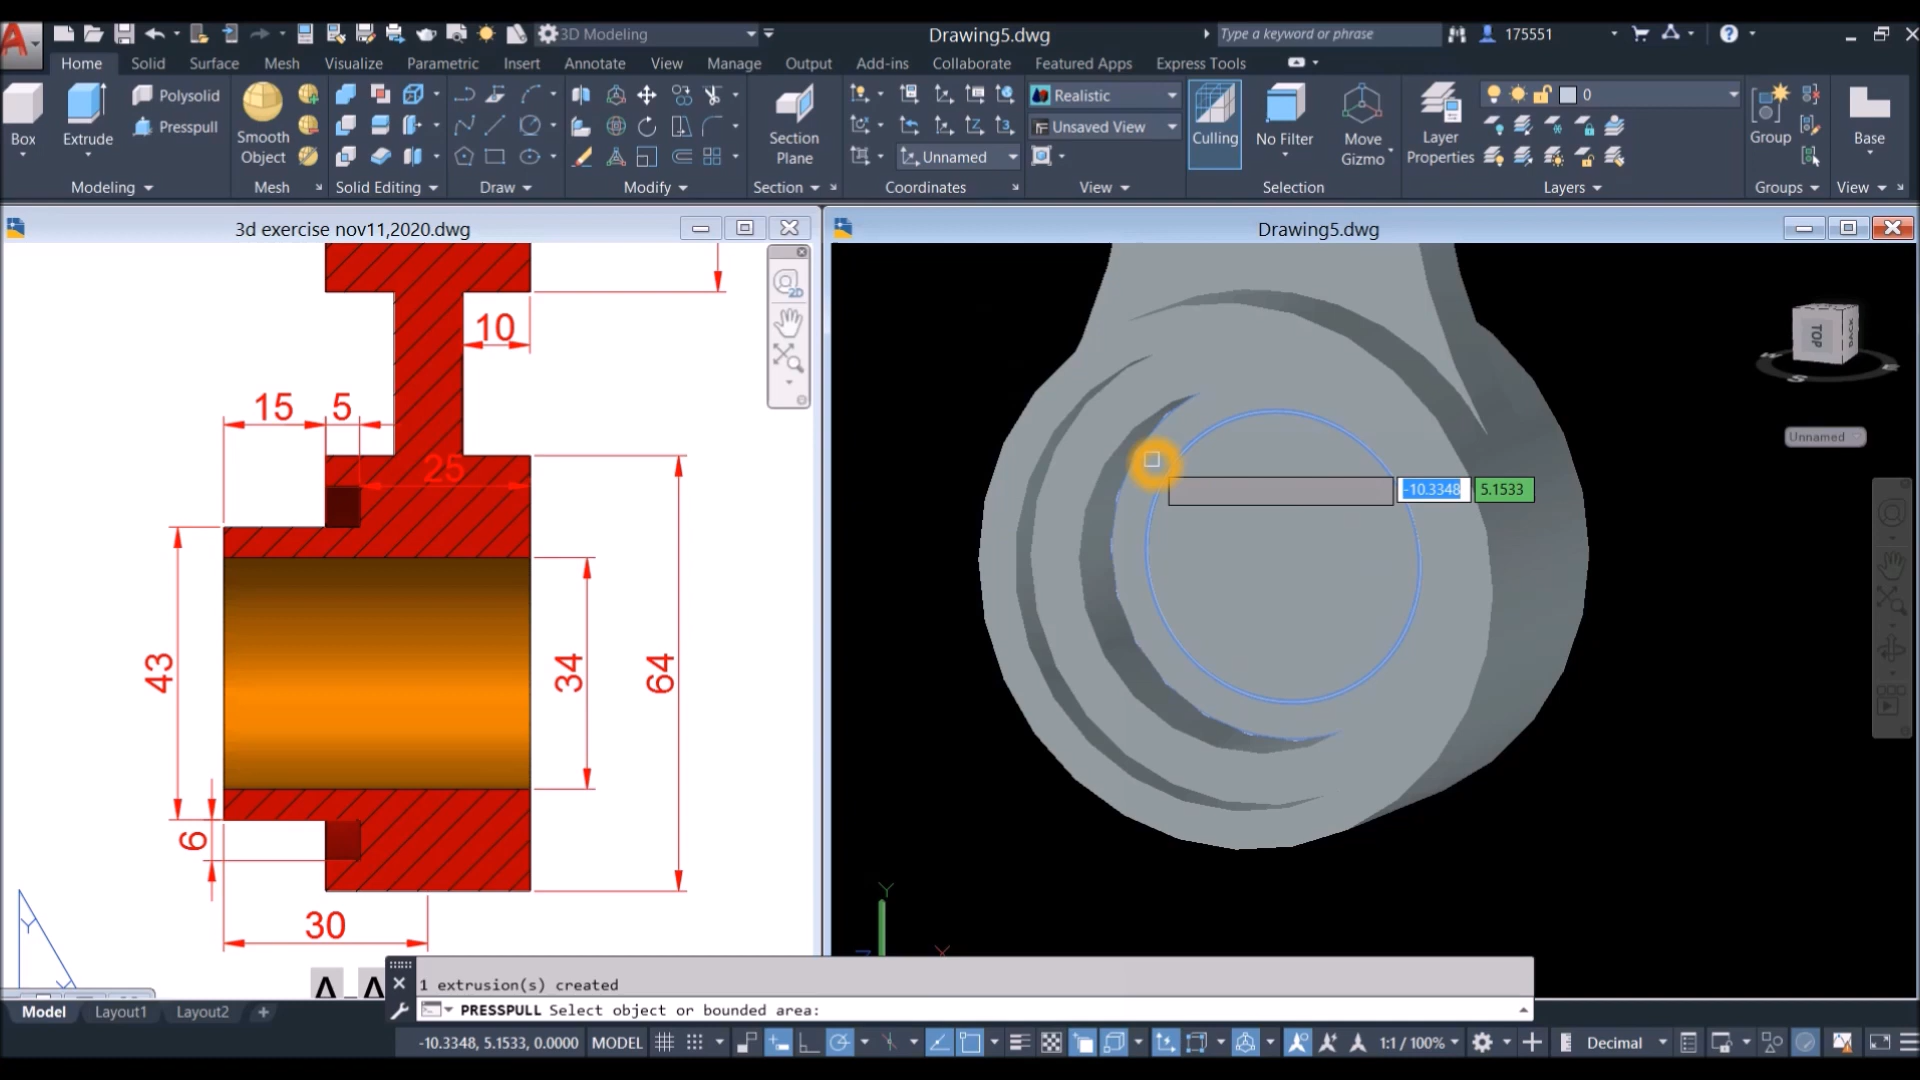 A
3D Modeling
Drawing5.dwg
Type a keyword or phrase
175551
Home
Solid
Surface
Mesh
Visualize
Parametric
Insert
Annotate
View
Manage
Output
Add-ins
Collaborate
Featured Apps
Express Tools
Box
Extrude
Polysolid
Presspull
Smooth Object
Section Plane
Realistic
Unsaved View
Unnamed
Culling
No Filter
Move Gizmo
Layer Properties
0
Group
Base
Modeling
Mesh
Solid Editing
Draw
Modify
Section
Coordinates
View
Selection
Layers
Groups
View
3d exercise nov11,2020.dwg
2D
10
15
5
25
43
34
64
6
30
Y
A_A
Drawing5.dwg
TOP
BACK
S
E
Unnamed
-10.3348
5.1533
Y
X
1 extrusion(s) created
PRESSPULL Select object or bounded area:
Model
Layout1
Layout2
-10.3348, 5.1533, 0.0000
MODEL
1:1 / 100%
Decimal